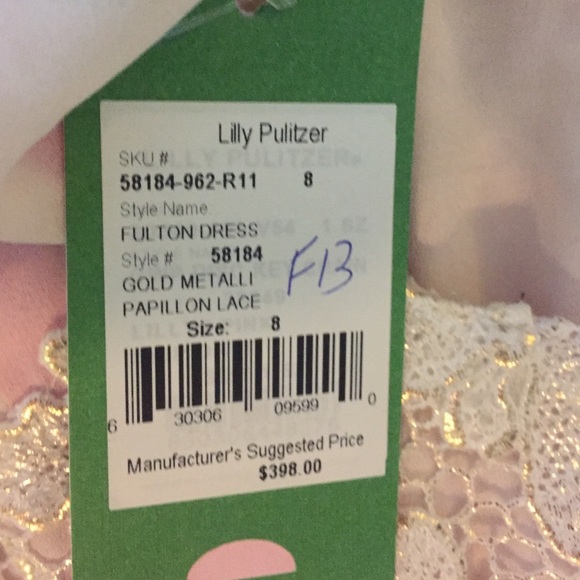 Lilly Pulitzer
SKU #
58184-962-R11 8
Style Name
FULTON DRESS
Style # 58184
GOLD METALLI
PAPILLON LACE
F13
Size: 8
6 30306 09599 0
Manufacturer's Suggested Price
$398.00